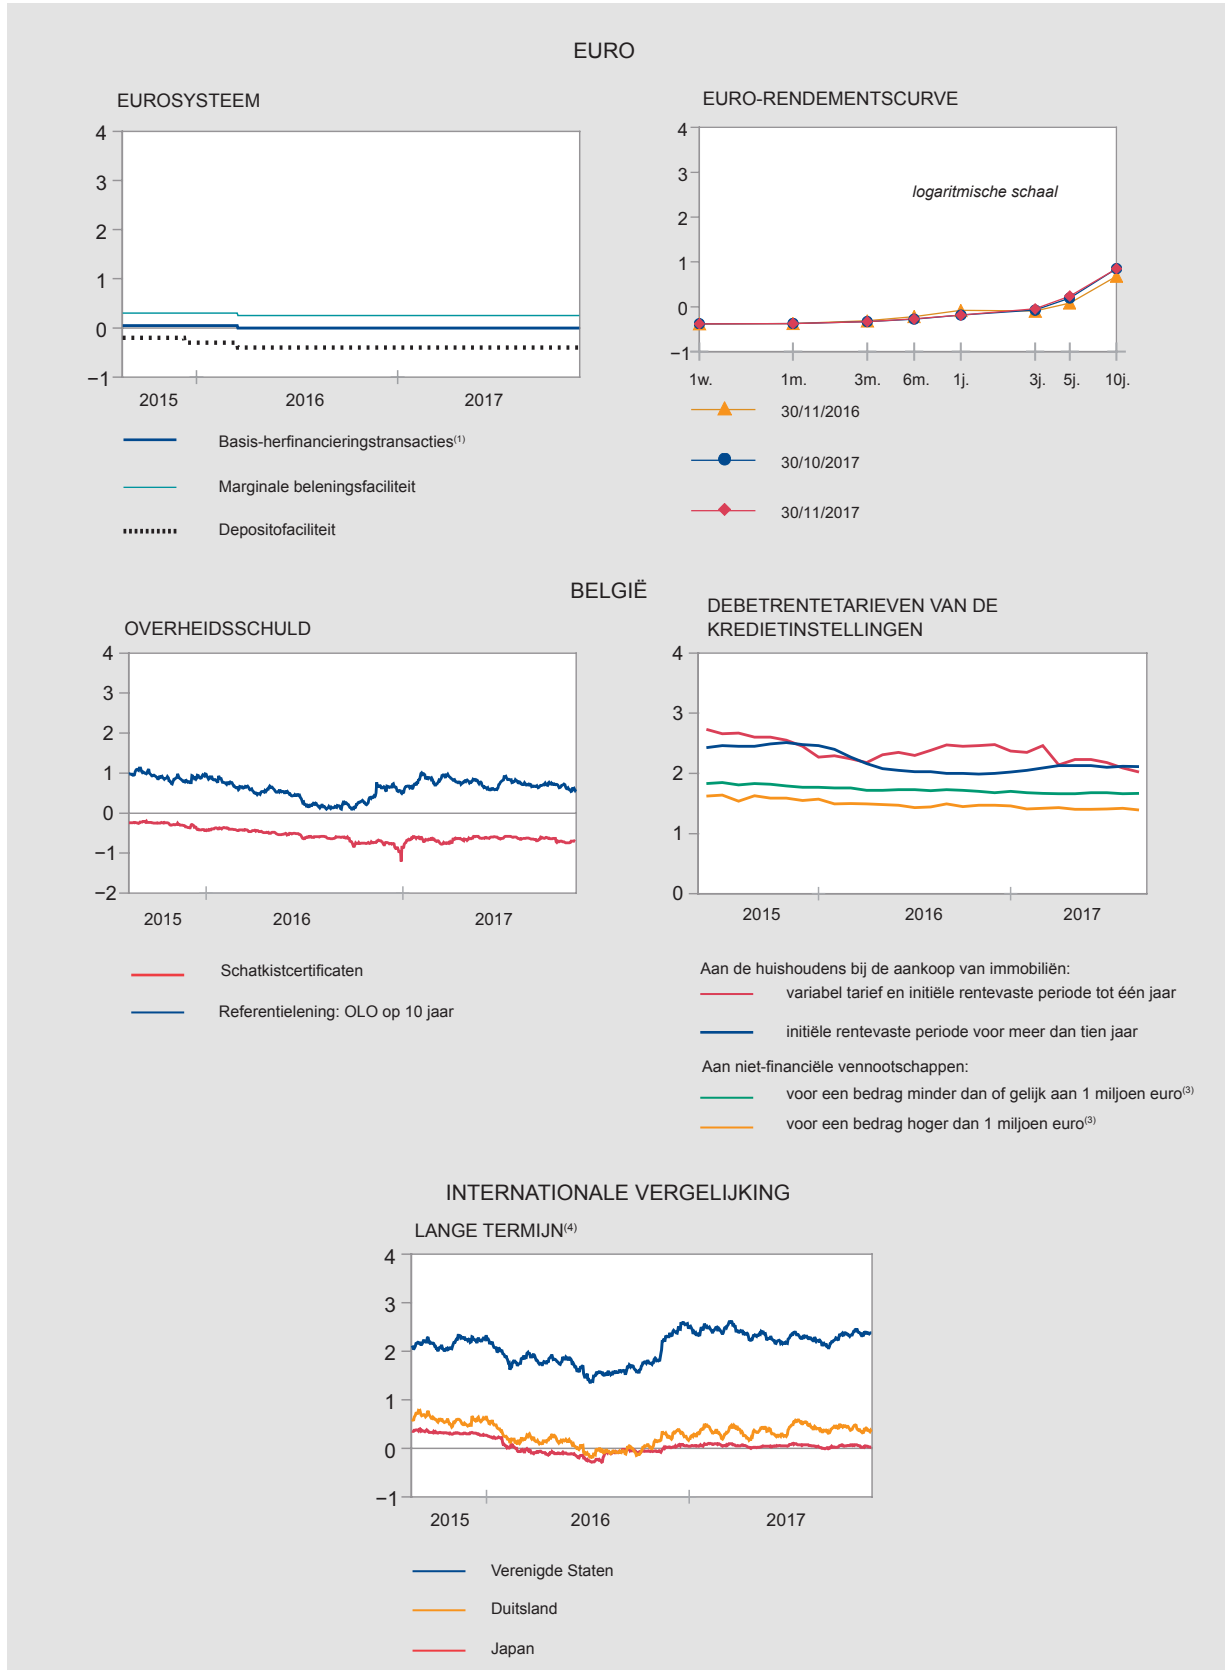 EURO
EUROSYSTEEM
4
3
2
1
0
−1
2015 2016 2017
Basis-herfinancieringstransacties(1)
Marginale beleningsfaciliteit
Depositofaciliteit
EURO-RENDEMENTSCURVE
logaritmische schaal
4
3
2
1
0
−1
1w. 1m. 3m. 6m. 1j. 3j. 5j. 10j.
30/11/2016
30/10/2017
30/11/2017
BELGIË
OVERHEIDSSCHULD
4
3
2
1
0
−1
−2
2015 2016 2017
Schatkistcertificaten
Referentielening: OLO op 10 jaar
DEBETRENTETARIEVEN VAN DE
KREDIETINSTELLINGEN
4
3
2
1
0
2015 2016 2017
Aan de huishoudens bij de aankoop van immobiliën:
variabel tarief en initiële rentevaste periode tot één jaar
initiële rentevaste periode voor meer dan tien jaar
Aan niet-financiële vennootschappen:
voor een bedrag minder dan of gelijk aan 1 miljoen euro(3)
voor een bedrag hoger dan 1 miljoen euro(3)
INTERNATIONALE VERGELIJKING
LANGE TERMIJN(4)
4
3
2
1
0
−1
2015 2016 2017
Verenigde Staten
Duitsland
Japan